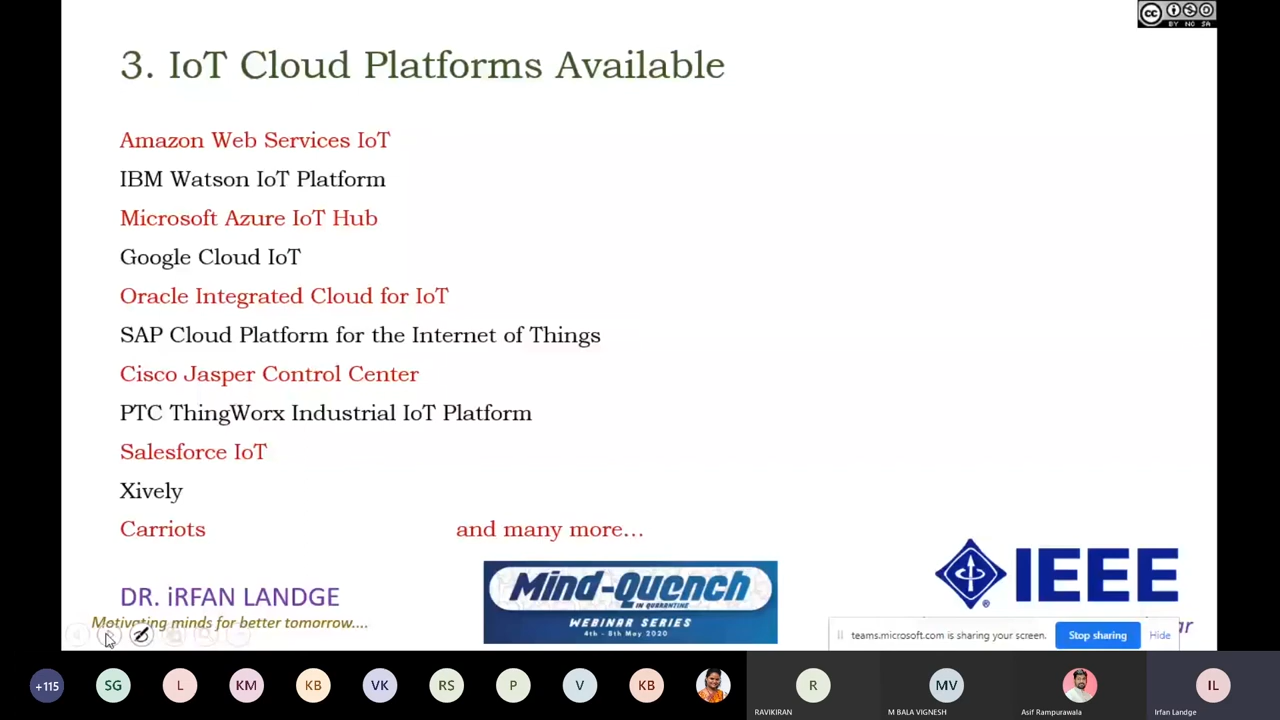 cc BY NC SA
3. IoT Cloud Platforms Available
Amazon Web Services IoT
IBM Watson IoT Platform
Microsoft Azure IoT Hub
Google Cloud IoT
Oracle Integrated Cloud for IoT
SAP Cloud Platform for the Internet of Things
Cisco Jasper Control Center
PTC ThingWorx Industrial IoT Platform
Salesforce IoT
Xively
Carriots and many more...
DR. iRFAN LANDGE
Motivating minds for better tomorrow....
Mind-Quench
IN QUARANTINE
WEBINAR SERIES
4th - 8th May 2020
IEEE
teams.microsoft.com is sharing your screen. Stop sharing Hide
+115 SG L KM KB VK RS P V KB R MV IL
RAVIKIRAN M BALA VIGNESH Asif Rampurawala Irfan Landge